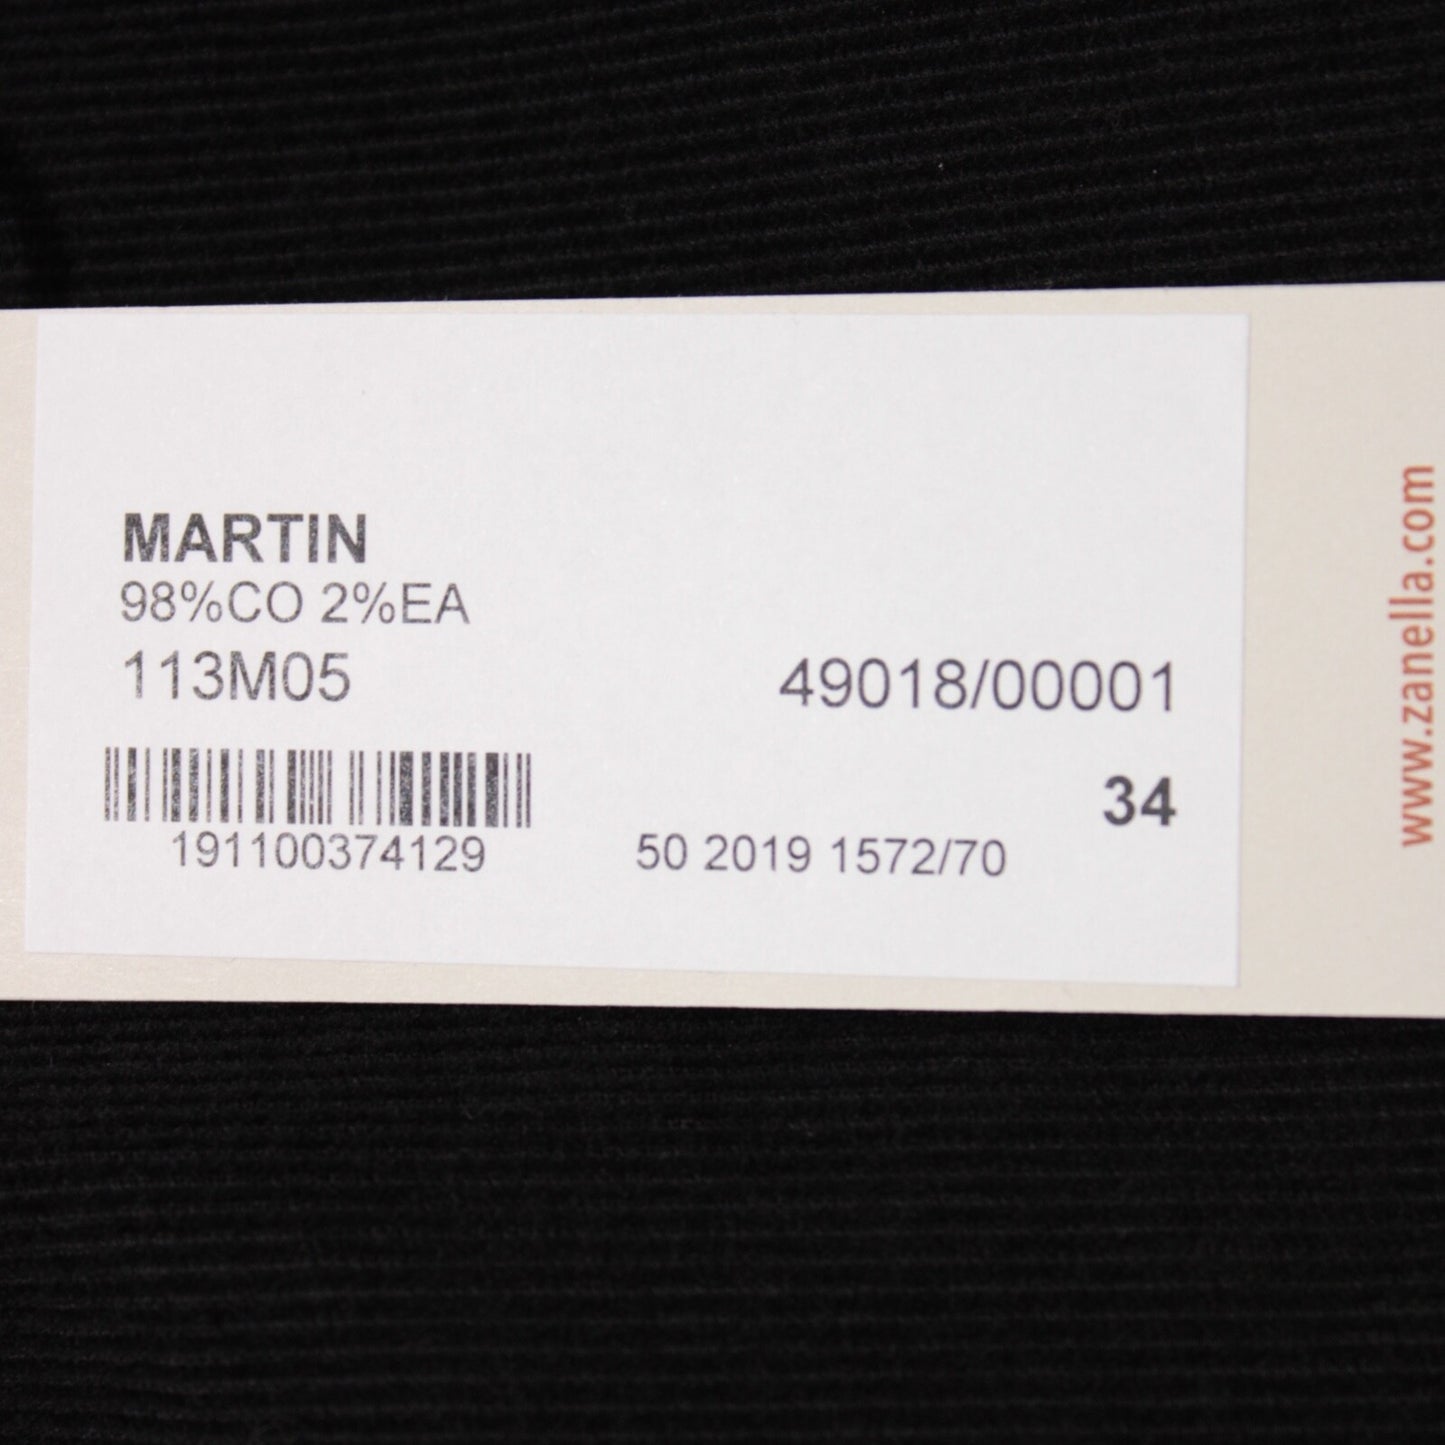 MARTIN
98%CO 2%EA
113M05
49018/00001
34
191100374129
50 2019 1572/70
www.zanella.com